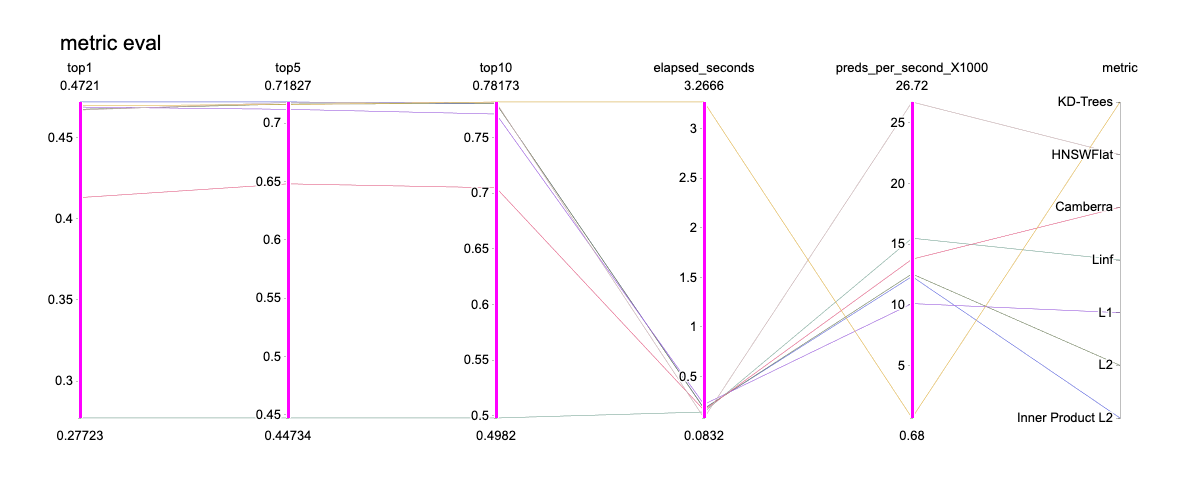 metric eval
top1 top5 top10 elapsed_seconds preds_per_second_X1000 metric
0.4721 0.71827 0.78173 3.2666 26.72
KD-Trees
3 25
0.7
0.45 0.75
HNSWFlat
2.5
0.65 20
0.7
Camberra
0.4
2
0.6 15
0.65
Linf
1.5
0.35 0.55 0.6 10
L1
1
0.5 0.55 5
L2
0.3 0.5
0.45 0.5 Inner Product L2
0.27723 0.44734 0.4982 0.0832 0.68